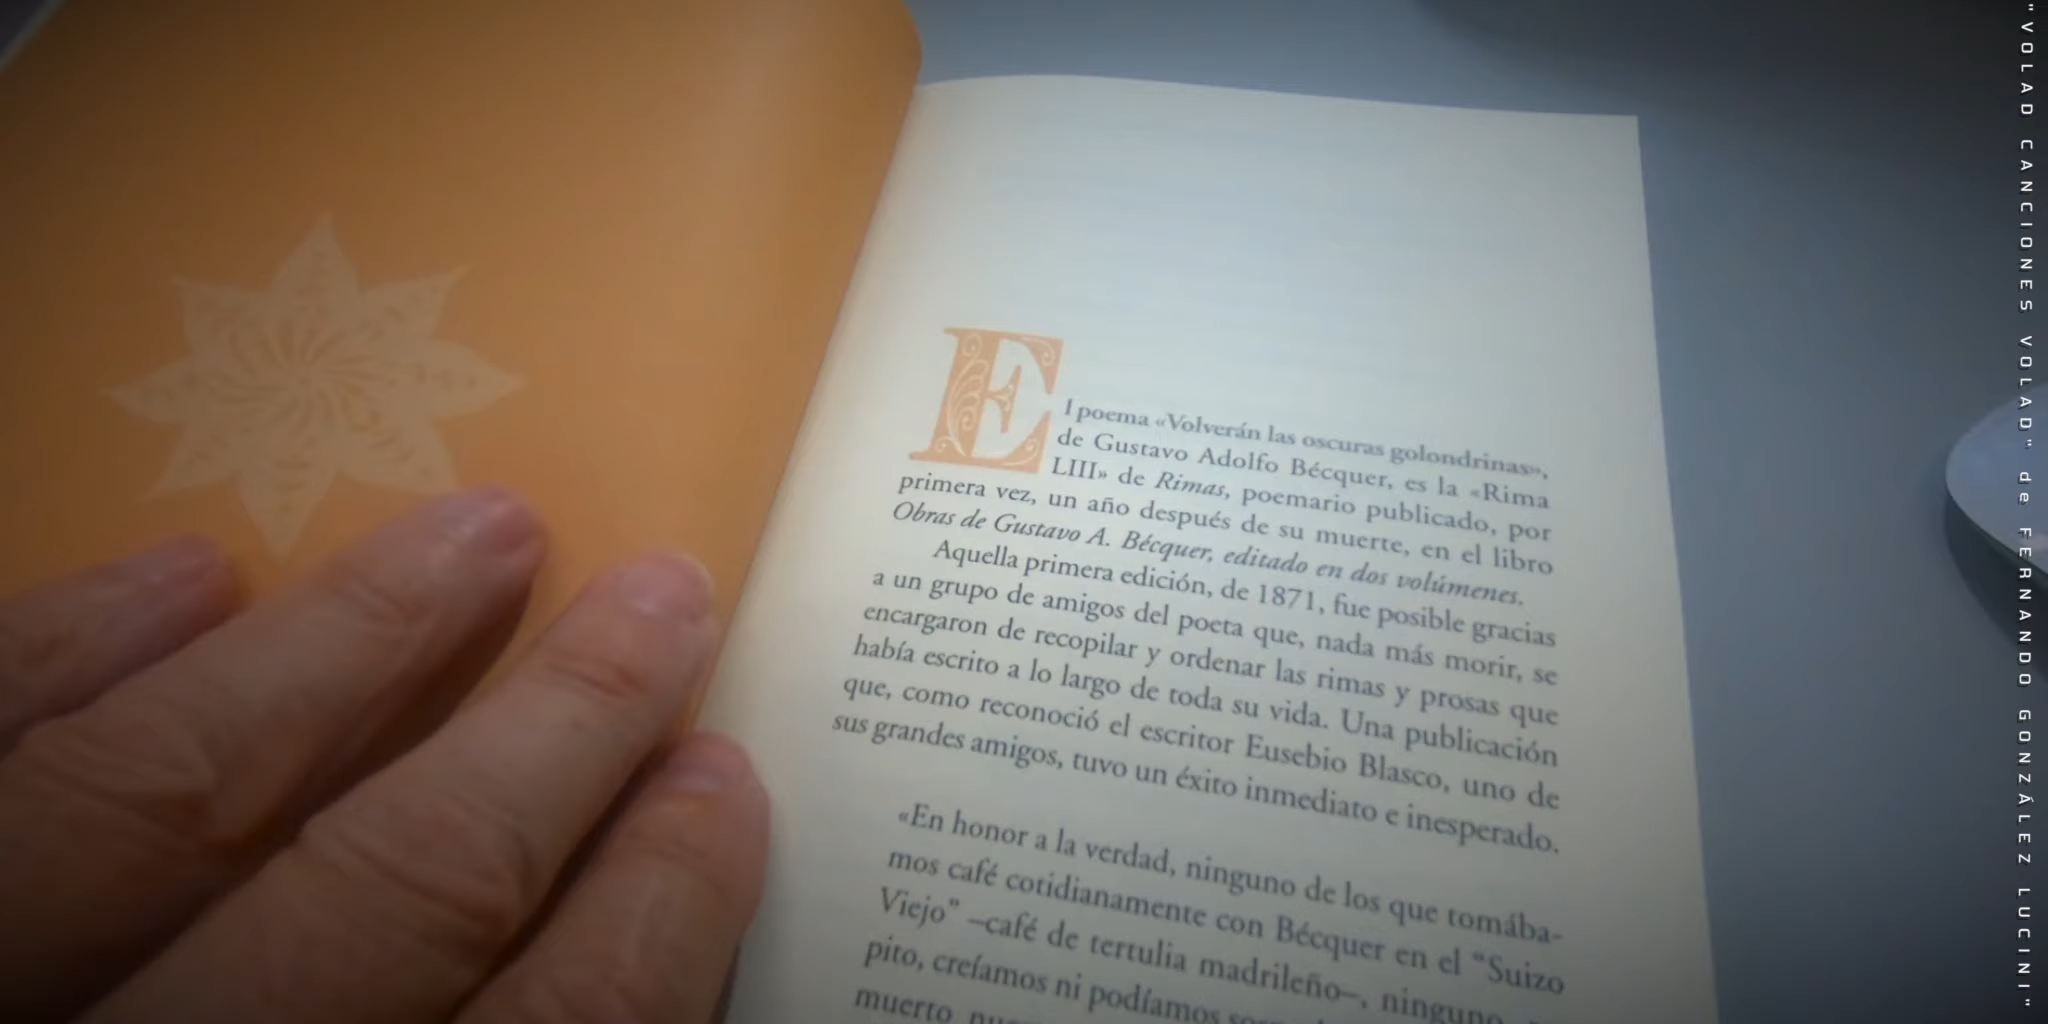 El poema «Volverán las oscuras golondrinas»,
de Gustavo Adolfo Bécquer, es la «Rima
LIII» de Rimas, poemario publicado, por
primera vez, un año después de su muerte, en el libro
Obras de Gustavo A. Bécquer, editado en dos volúmenes.
Aquella primera edición, de 1871, fue posible gracias
a un grupo de amigos del poeta que, nada más morir, se
encargaron de recopilar y ordenar las rimas y prosas que
había escrito a lo largo de toda su vida. Una publicación
que, como reconoció el escritor Eusebio Blasco, uno de
sus grandes amigos, tuvo un éxito inmediato e inesperado.
«En honor a la verdad, ninguno de los que tomába-
mos café cotidianamente con Bécquer en el "Suizo
Viejo" –café de tertulia madrileño–, ninguno
pito, creíamos ni podíamos
muerto
"VOLAD CANCIONES VOLAD" de FERNANDO GONZÁLEZ LUCINI"